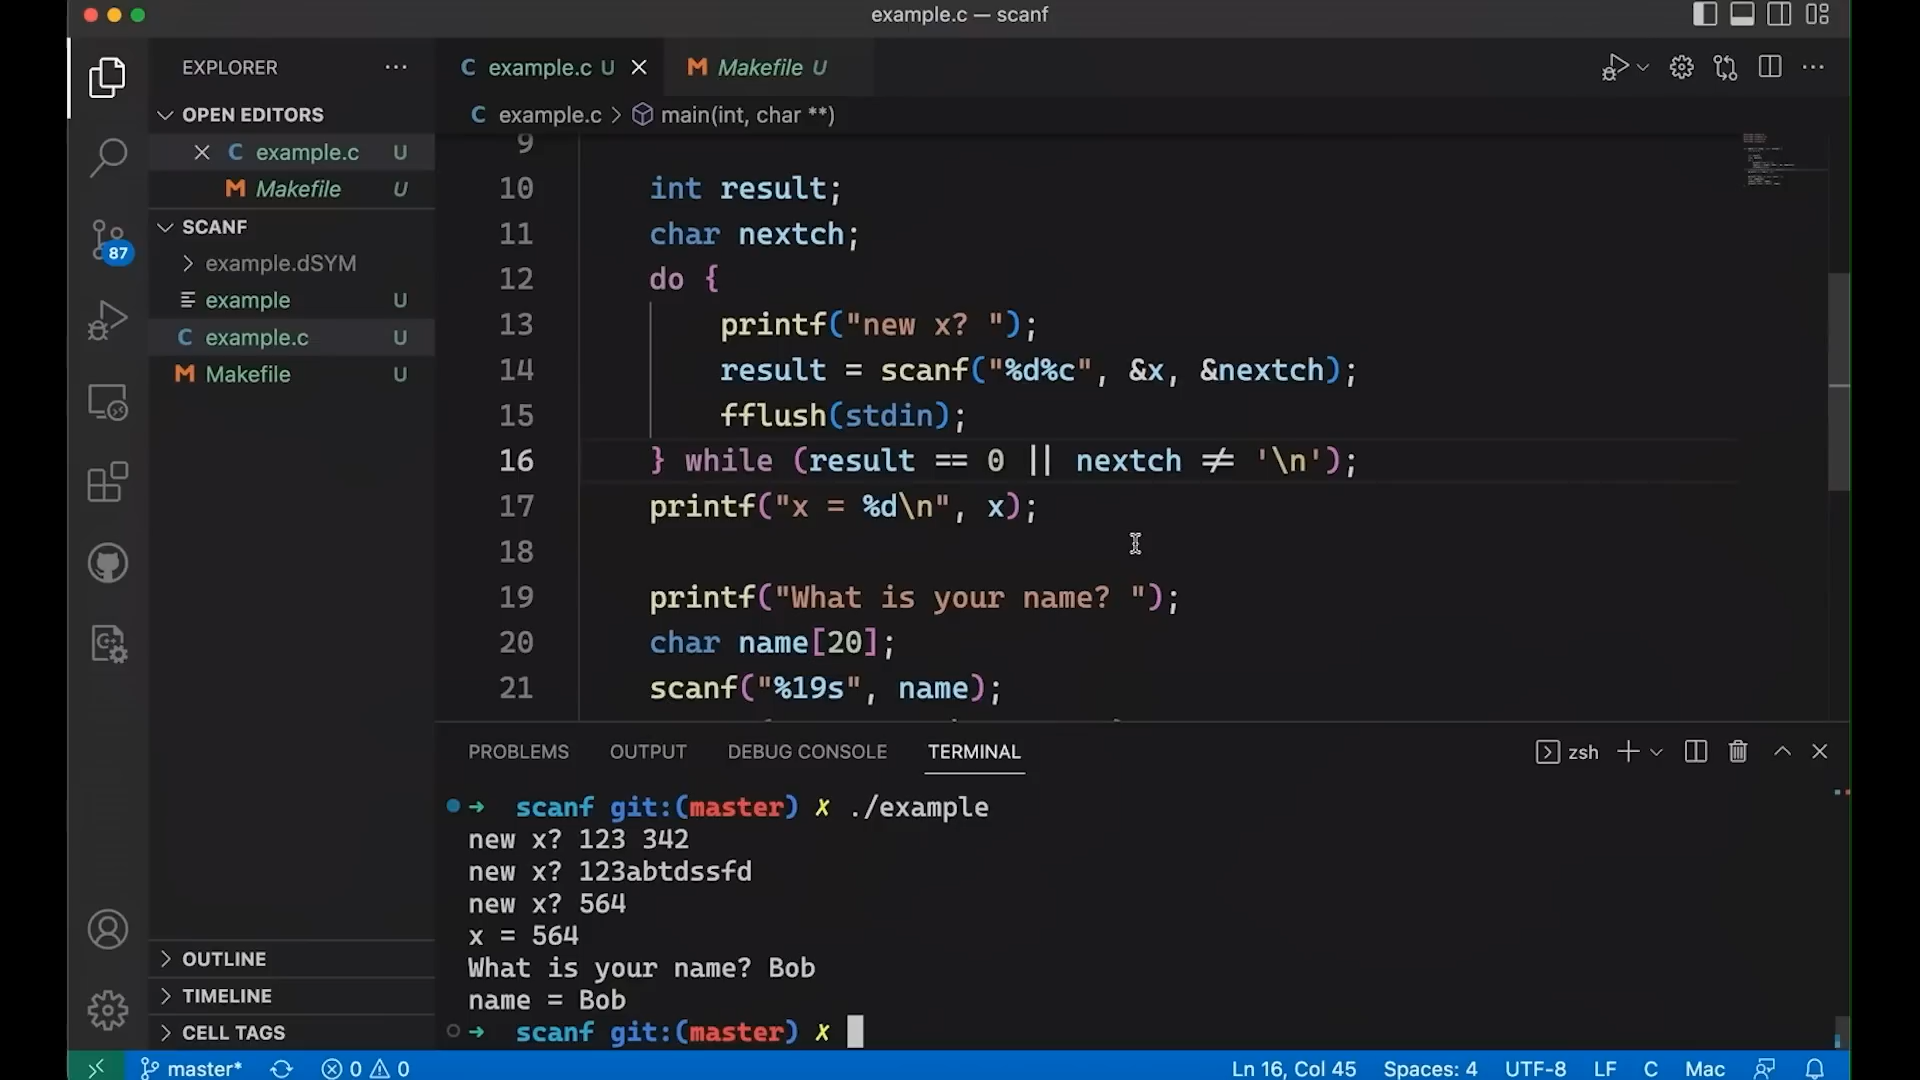 example.c — scanf
EXPLORER
example.c U
Makefile U
OPEN EDITORS
example.c > main(int, char **)
example.c U
Makefile U
SCANF
example.dSYM
example U
example.c U
Makefile U
87
9
10 int result;
11 char nextch;
12 do {
13 printf("new x? ");
14 result = scanf("%d%c", &x, &nextch);
15 fflush(stdin);
16 } while (result == 0 || nextch ≠ '\n');
17 printf("x = %d\n", x);
18
19 printf("What is your name? ");
20 char name[20];
21 scanf("%19s", name);
PROBLEMS OUTPUT DEBUG CONSOLE TERMINAL
zsh
➜ scanf git:(master) ✗ ./example
new x? 123 342
new x? 123abtdssfd
new x? 564
x = 564
What is your name? Bob
name = Bob
➜ scanf git:(master) ✗
OUTLINE
TIMELINE
CELL TAGS
master* 0 0 Ln 16, Col 45 Spaces: 4 UTF-8 LF C Mac